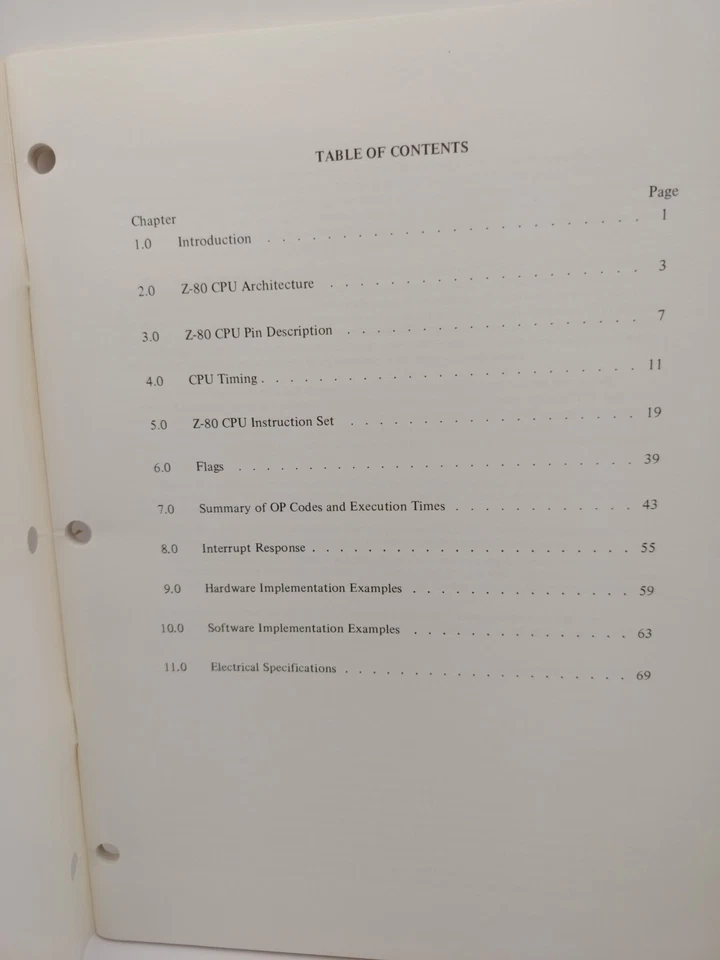 TABLE OF CONTENTS
Chapter Page
1.0 Introduction . . . . . . . . . . . . . . . . . . . . 1
2.0 Z-80 CPU Architecture . . . . . . . . . . . . . . . . 3
3.0 Z-80 CPU Pin Description . . . . . . . . . . . . . . . 7
4.0 CPU Timing . . . . . . . . . . . . . . . . . . . . 11
5.0 Z-80 CPU Instruction Set . . . . . . . . . . . . . . . 19
6.0 Flags . . . . . . . . . . . . . . . . . . . . . . 39
7.0 Summary of OP Codes and Execution Times . . . . . . . . . . . 43
8.0 Interrupt Response . . . . . . . . . . . . . . . . . . 55
9.0 Hardware Implementation Examples . . . . . . . . . . . . . 59
10.0 Software Implementation Examples . . . . . . . . . . . . . 63
11.0 Electrical Specifications . . . . . . . . . . . . . . . . 69